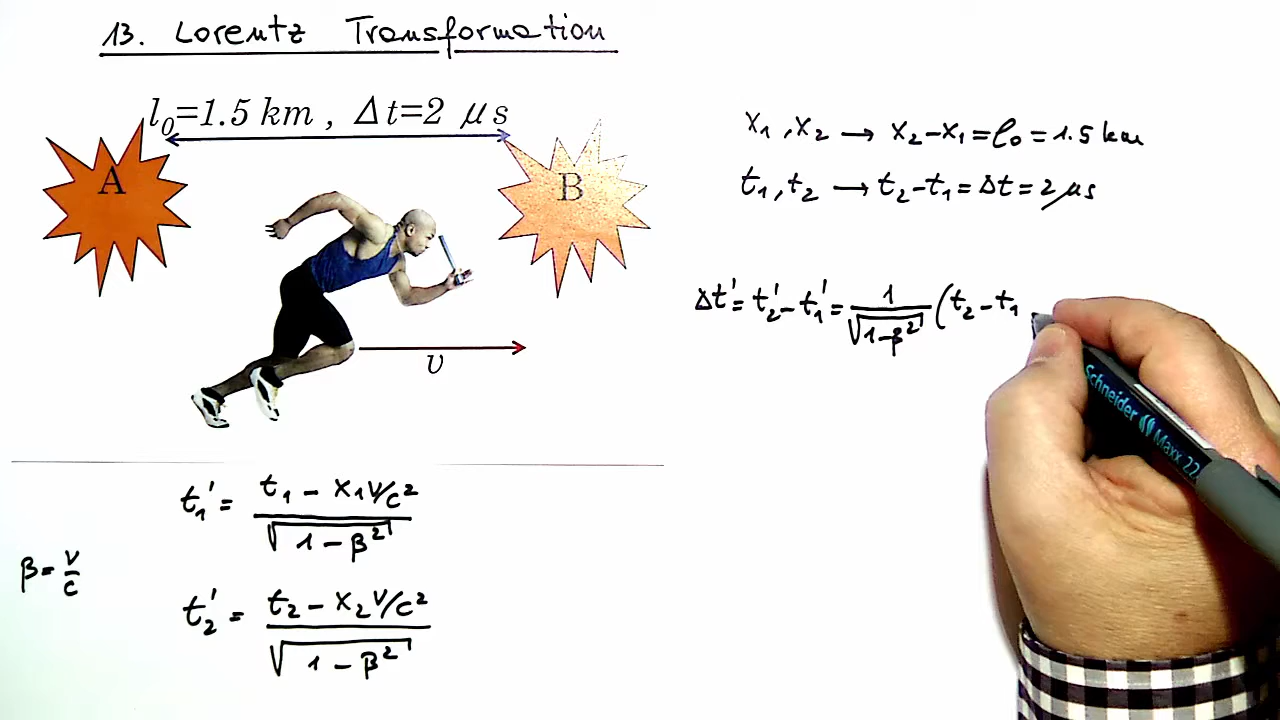 13. Lorentz Transformation
l₀=1.5 km , Δt=2 μs
A
B
υ
x₁ , x₂ → x₂-x₁ = l₀ = 1.5 km
t₁ , t₂ → t₂-t₁ = Δt = 2 μs
Δt' = t₂' - t₁' = 1/√(1-β²) (t₂ - t₁
Schneider Maxx 22
t₁' = (t₁ - x₁v/c²)/√(1-β²)
β = v/c
t₂' = (t₂ - x₂v/c²)/√(1-β²)